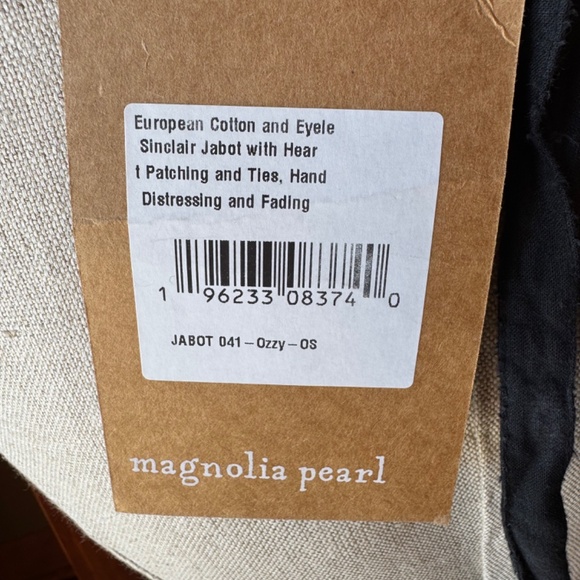 European Cotton and Eyele
Sinclair Jabot with Hear
t Patching and Ties, Hand
Distressing and Fading
1 96233 08374 0
JABOT 041-Ozzy-OS
magnolia pearl